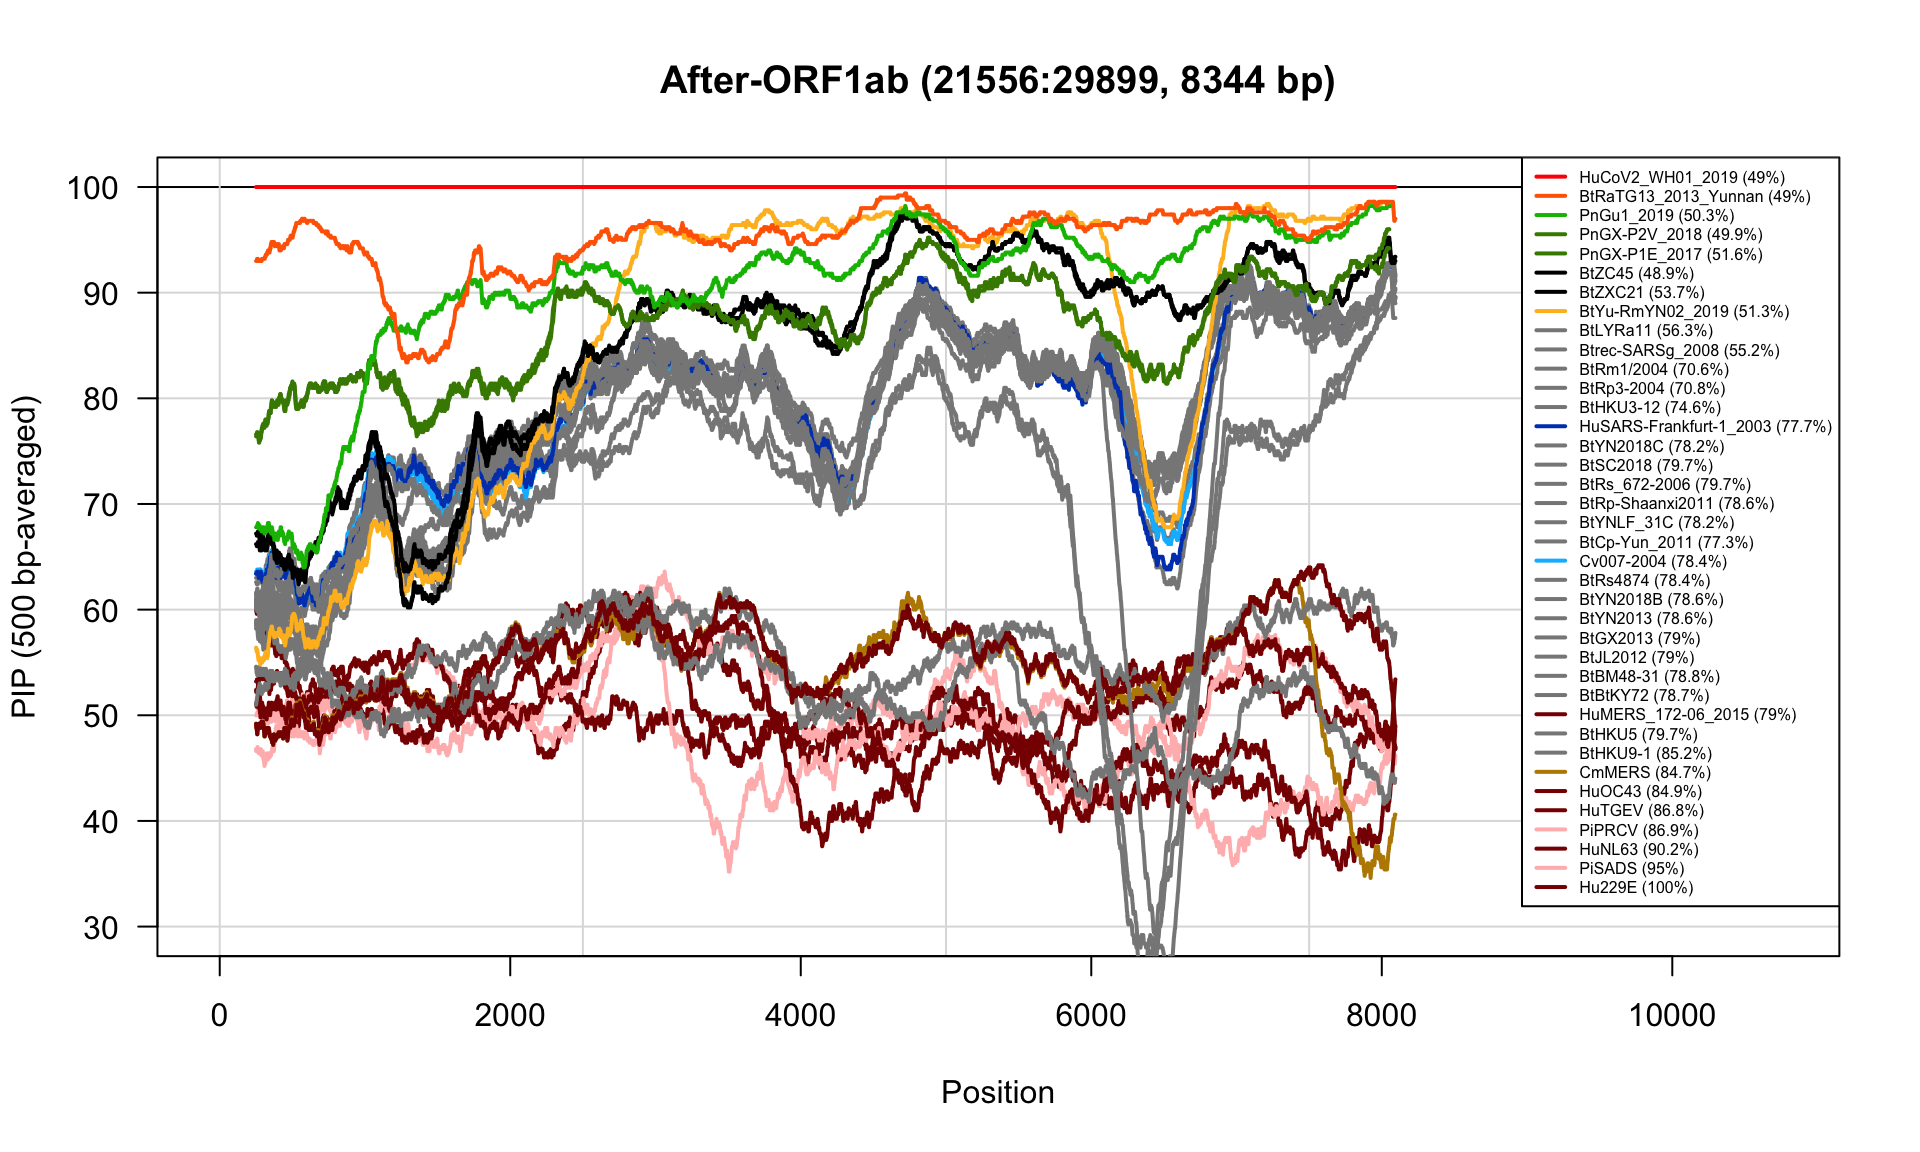 After-ORF1ab (21556:29899, 8344 bp)
100
90
80
70
60
50
40
30
PIP (500 bp-averaged)
HuCoV2_WH01_2019 (49%)
BtRaTG13_2013_Yunnan (49%)
PnGu1_2019 (50.3%)
PnGX-P2V_2018 (49.9%)
PnGX-P1E_2017 (51.6%)
BtZC45 (48.9%)
BtZXC21 (53.7%)
BtYu-RmYN02_2019 (51.3%)
BtLYRa11 (56.3%)
Btrec-SARSg_2008 (55.2%)
BtRm1/2004 (70.6%)
BtRp3-2004 (70.8%)
BtHKU3-12 (74.6%)
HuSARS-Frankfurt-1_2003 (77.7%)
BtYN2018C (78.2%)
BtSC2018 (79.7%)
BtRs_672-2006 (79.7%)
BtRp-Shaanxi2011 (78.6%)
BtYNLF_31C (78.2%)
BtCp-Yun_2011 (77.3%)
Cv007-2004 (78.4%)
BtRs4874 (78.4%)
BtYN2018B (78.6%)
BtYN2013 (78.6%)
BtGX2013 (79%)
BtJL2012 (79%)
BtBM48-31 (78.8%)
BtBtKY72 (78.7%)
HuMERS_172-06_2015 (79%)
BtHKU5 (79.7%)
BtHKU9-1 (85.2%)
CmMERS (84.7%)
HuOC43 (84.9%)
HuTGEV (86.8%)
PiPRCV (86.9%)
HuNL63 (90.2%)
PiSADS (95%)
Hu229E (100%)
0
2000
4000
6000
8000
10000
Position